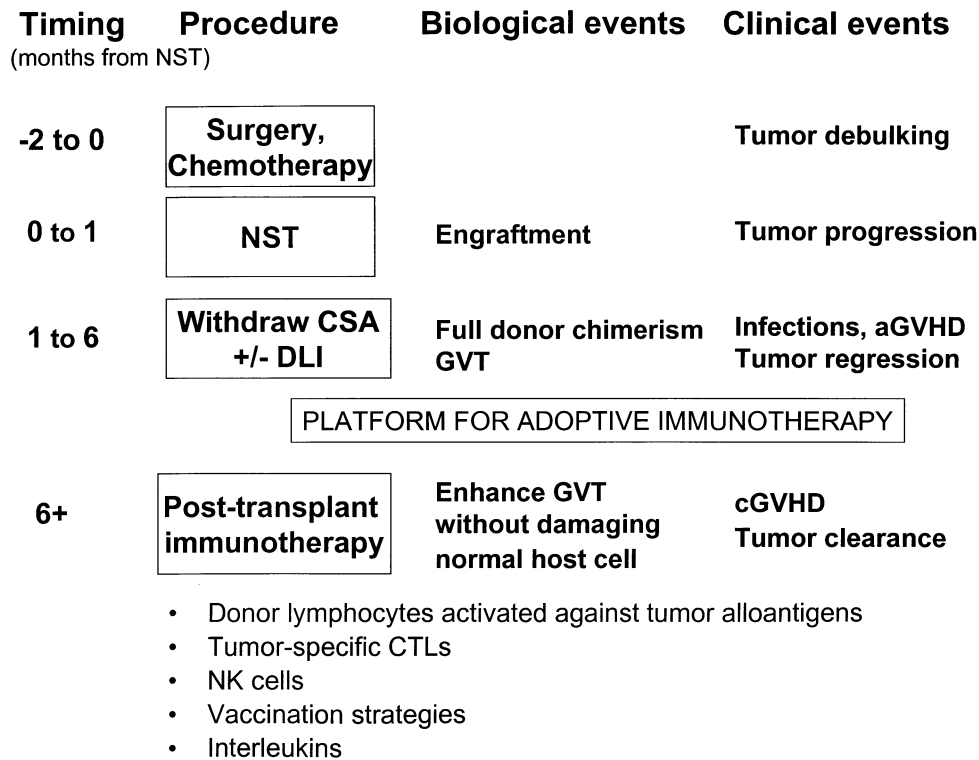 Timing Procedure Biological events Clinical events
(months from NST)
-2 to 0 Surgery, Chemotherapy Tumor debulking
0 to 1 NST Engraftment Tumor progression
1 to 6 Withdraw CSA +/- DLI Full donor chimerism GVT Infections, aGVHD Tumor regression
PLATFORM FOR ADOPTIVE IMMUNOTHERAPY
6+ Post-transplant immunotherapy Enhance GVT without damaging normal host cell cGVHD Tumor clearance
• Donor lymphocytes activated against tumor alloantigens
• Tumor-specific CTLs
• NK cells
• Vaccination strategies
• Interleukins